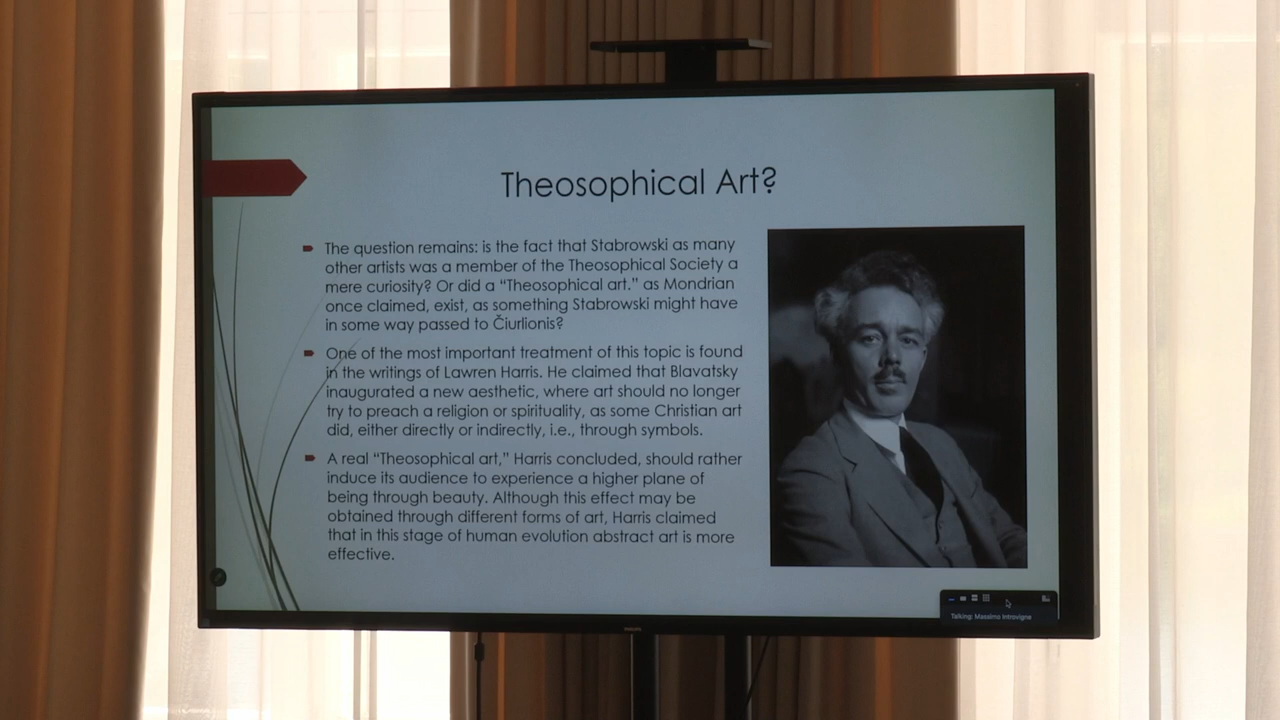 Theosophical Art?
The question remains: is the fact that Stabrowski as many
other artists was a member of the Theosophical Society a
mere curiosity? Or did a “Theosophical art.” as Mondrian
once claimed, exist, as something Stabrowski might have
in some way passed to Čiurlionis?
One of the most important treatment of this topic is found
in the writings of Lawren Harris. He claimed that Blavatsky
inaugurated a new aesthetic, where art should no longer
try to preach a religion or spirituality, as some Christian art
did, either directly or indirectly, i.e., through symbols.
A real “Theosophical art,” Harris concluded, should rather
induce its audience to experience a higher plane of
being through beauty. Although this effect may be
obtained through different forms of art, Harris claimed
that in this stage of human evolution abstract art is more
effective.
Talking: Massimo Introvigne
PHILIPS